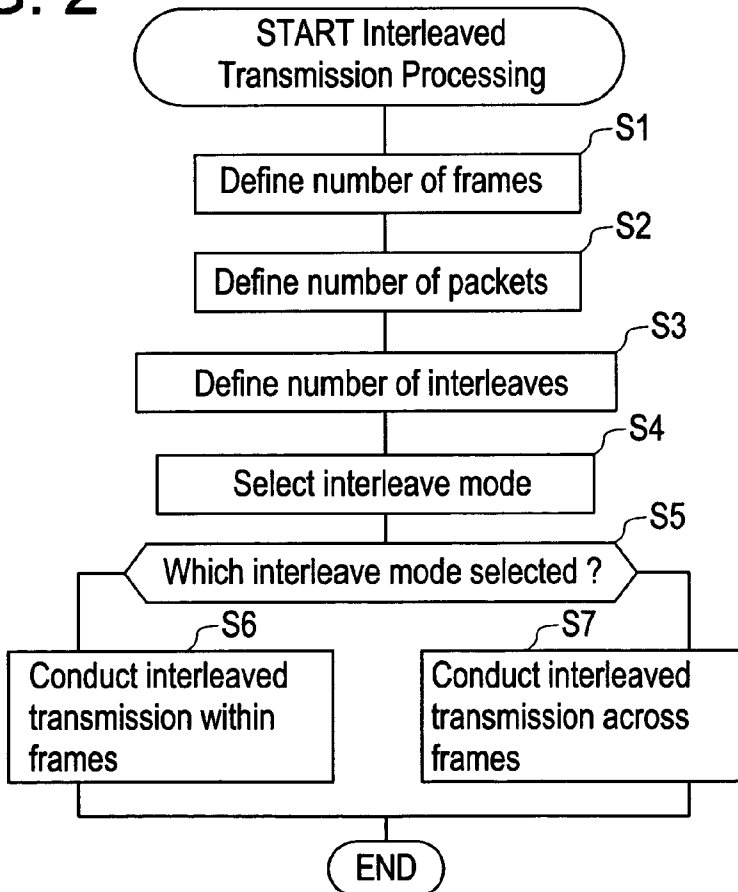 START Interleaved
Transmission Processing
S1
Define number of frames
S2
Define number of packets
S3
Define number of interleaves
S4
Select interleave mode
S5
Which interleave mode selected ?
S6
Conduct interleaved
transmission within
frames
S7
Conduct interleaved
transmission across
frames
END